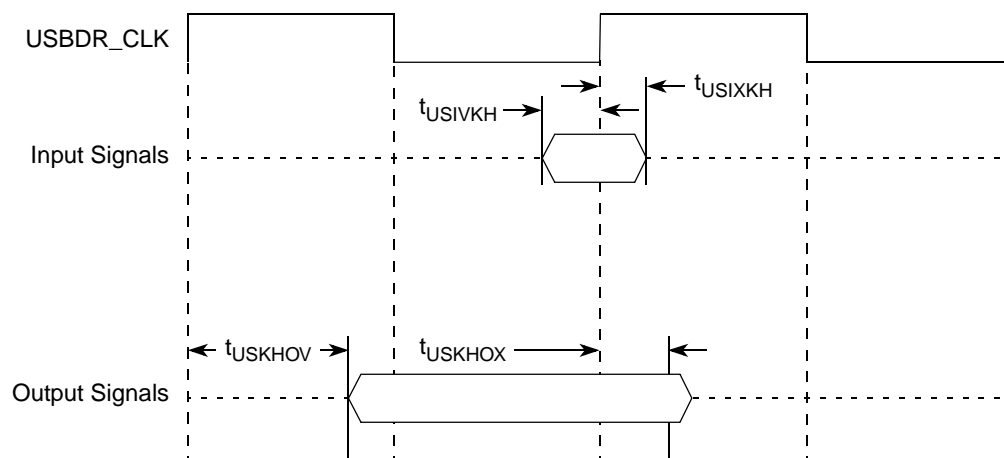 USBDR_CLK
tUSIXKH
tUSIVKH
Input Signals
tUSKHOV
tUSKHOX
Output Signals